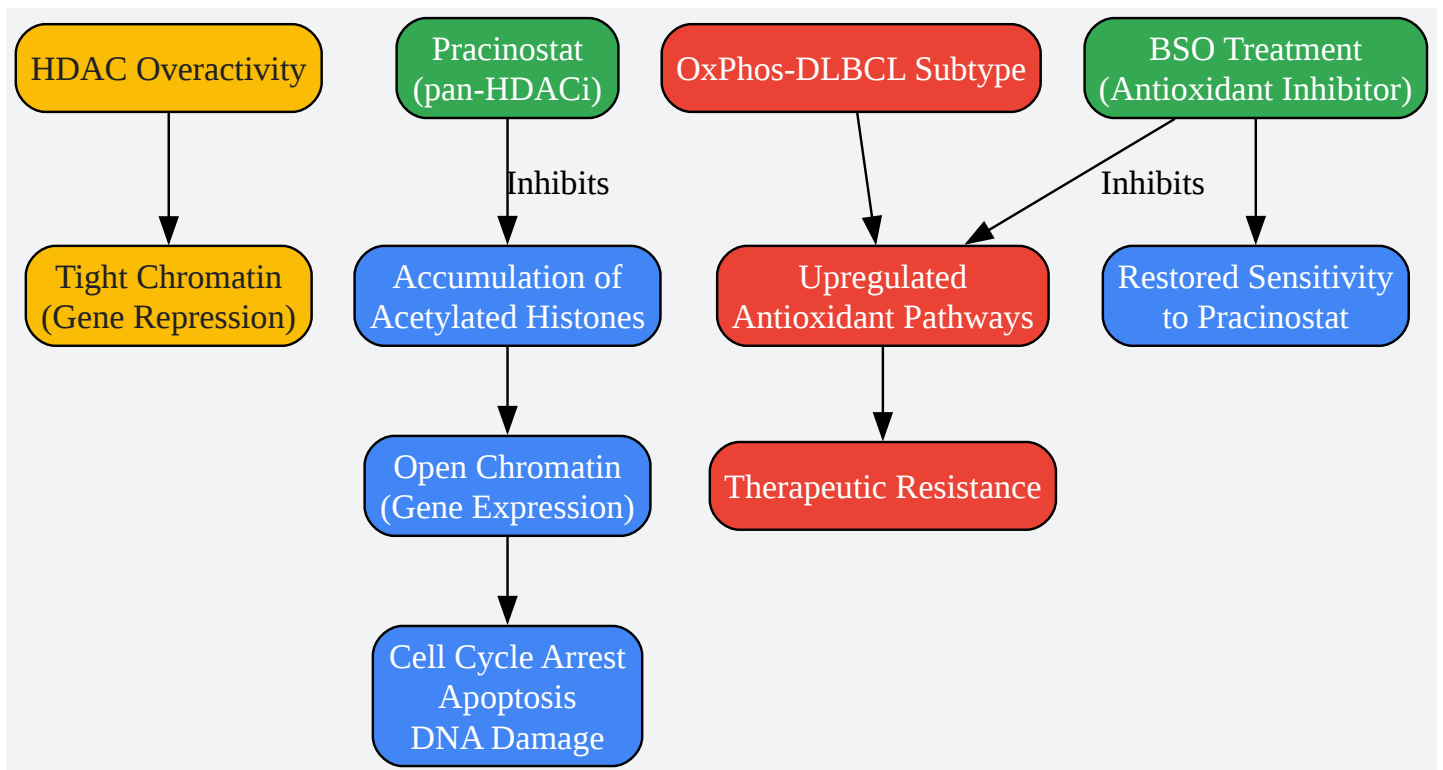 HDAC Overactivity
Pracinostat
(pan-HDACi)
OxPhos-DLBCL Subtype
BSO Treatment
(Antioxidant Inhibitor)
Inhibits
Inhibits
Tight Chromatin
(Gene Repression)
Accumulation of
Acetylated Histones
Upregulated
Antioxidant Pathways
Restored Sensitivity
to Pracinostat
Open Chromatin
(Gene Expression)
Therapeutic Resistance
Cell Cycle Arrest
Apoptosis
DNA Damage